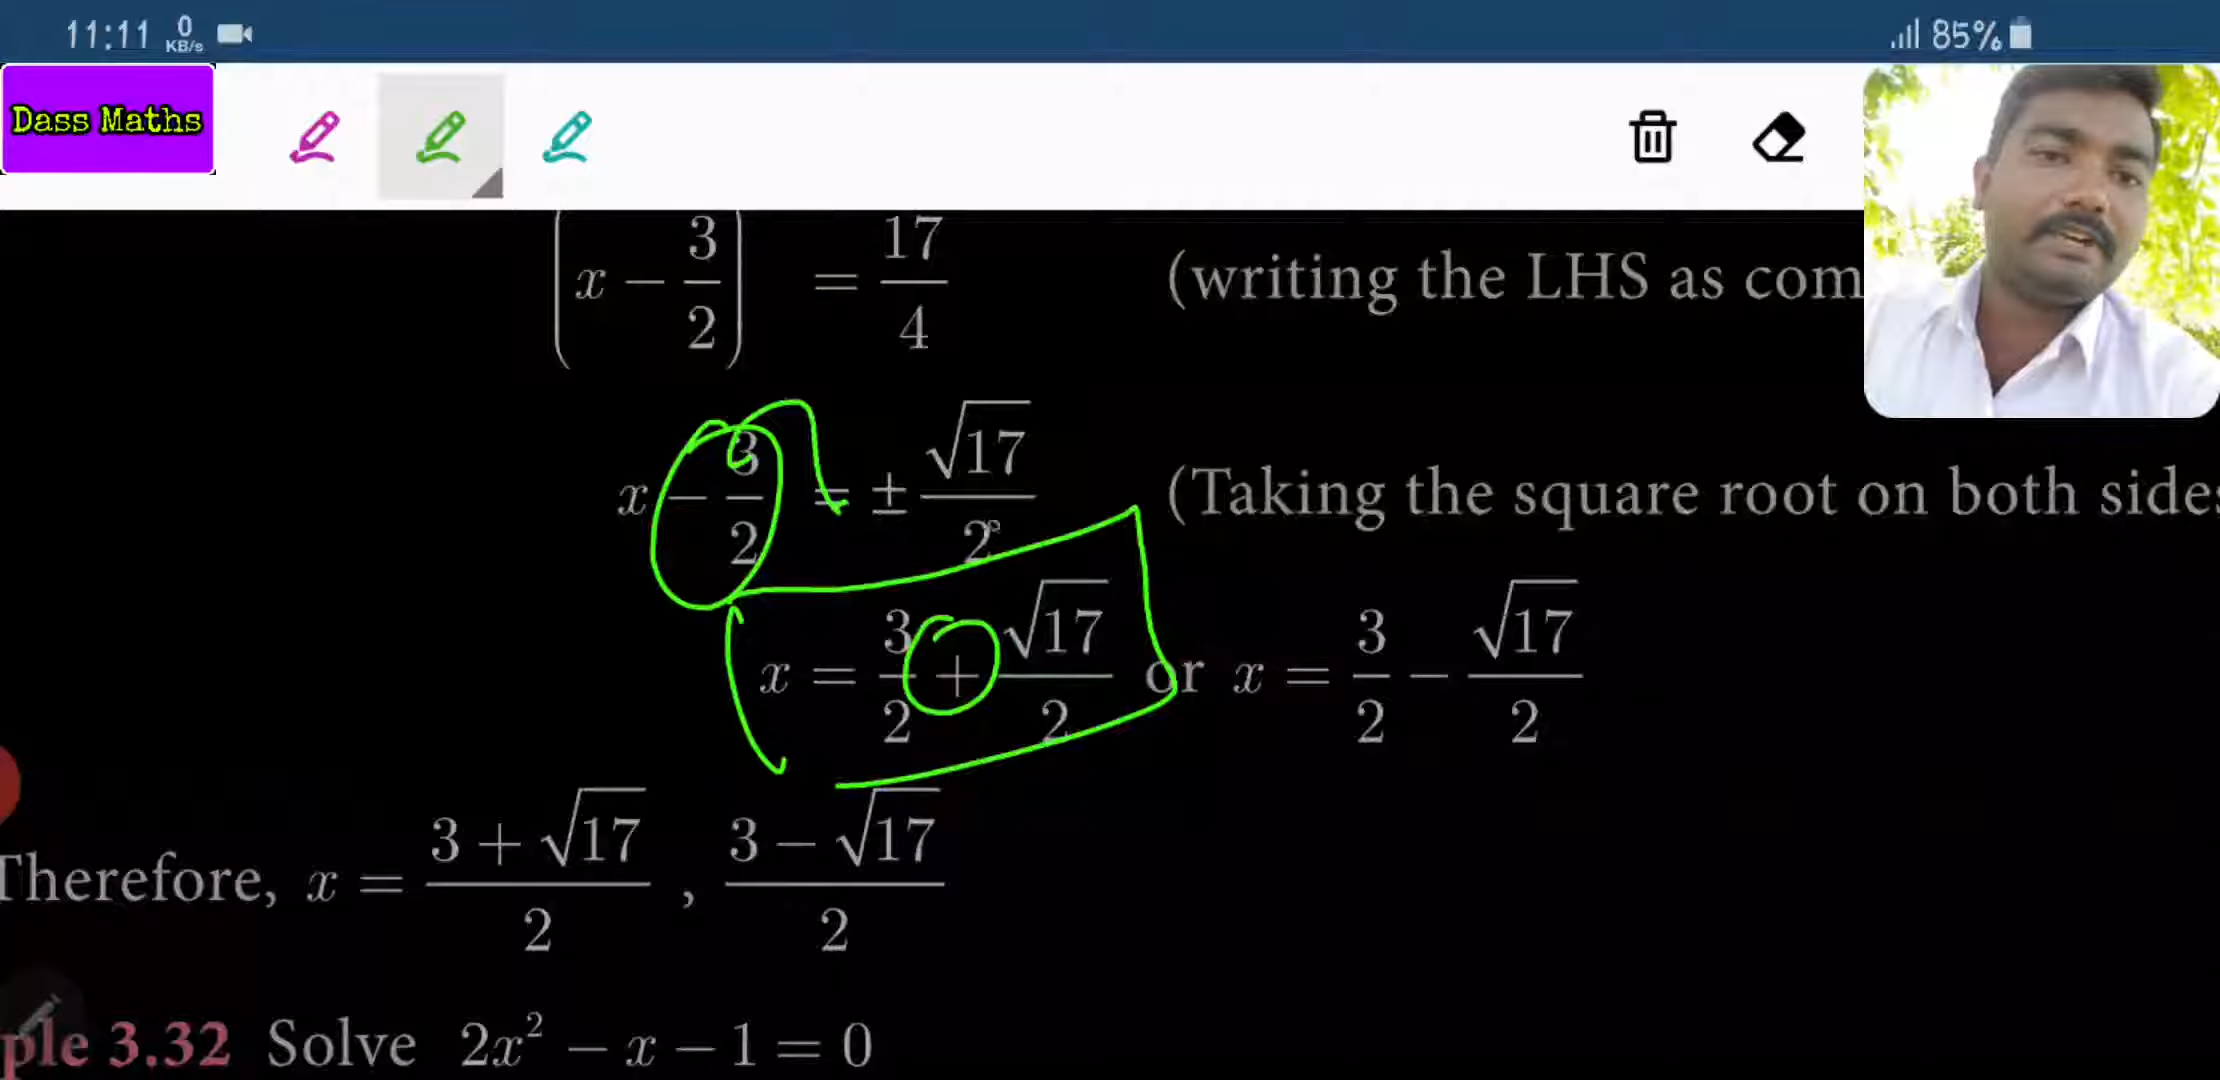 11:11 0 KB/s 85%
Dass Maths
(x − 3/2) = 17/4 (writing the LHS as com
x − 3/2 = ± √17/2 (Taking the square root on both sides
x = 3/2 + √17/2 or x = 3/2 − √17/2
Therefore, x = (3 + √17)/2 , (3 − √17)/2
ple 3.32 Solve 2x² − x − 1 = 0